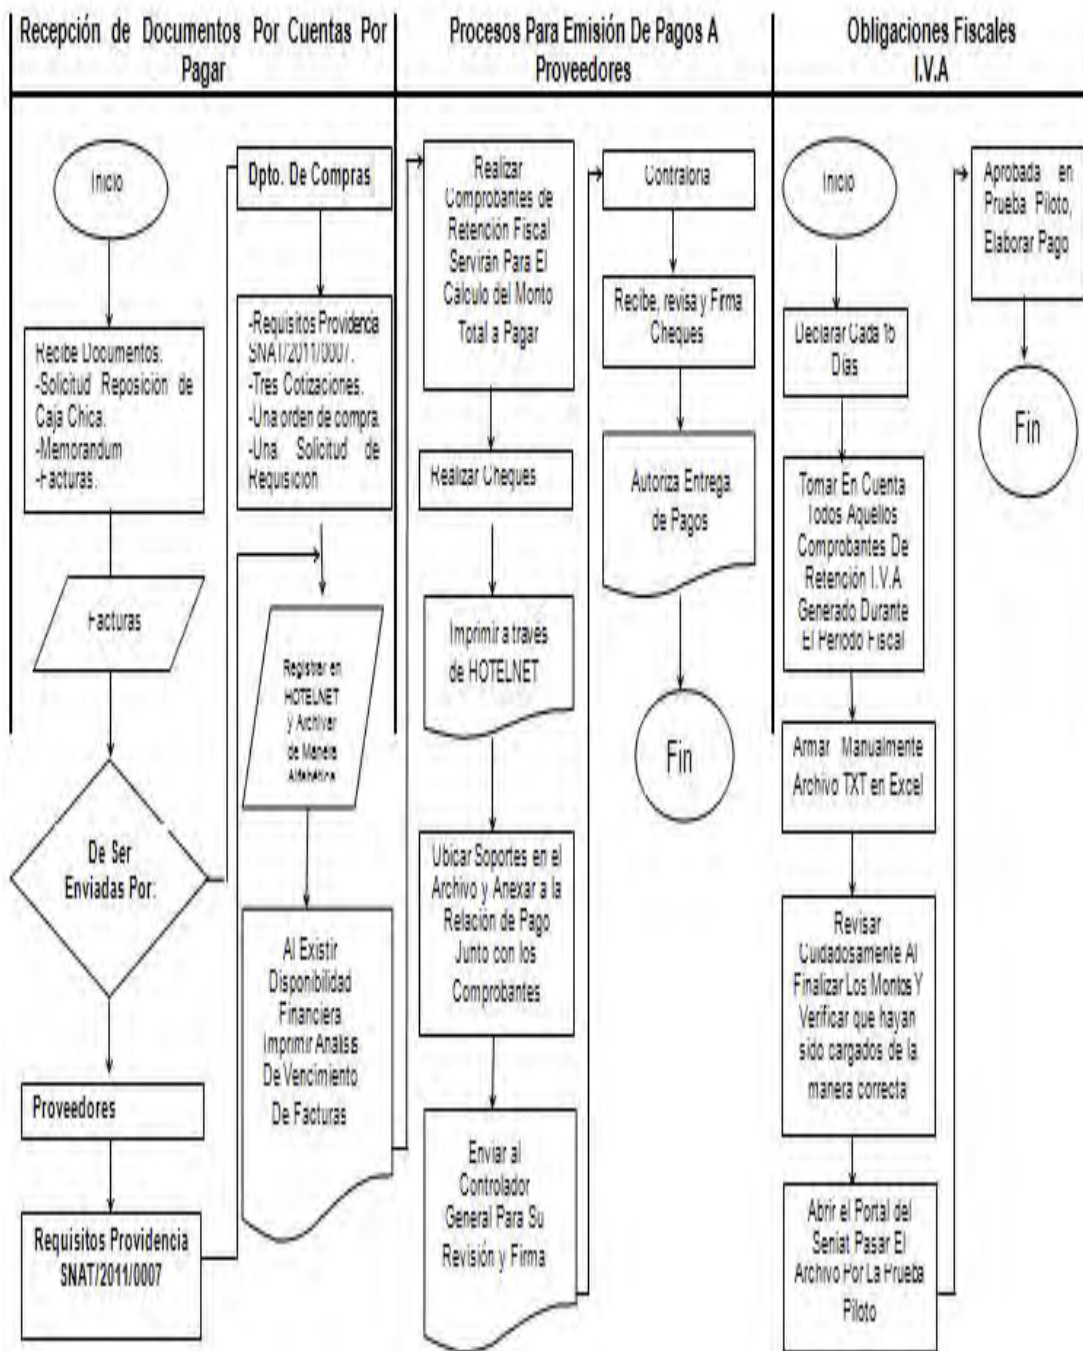 Recepción de Documentos Por Cuentas Por
Pagar
Procesos Para Emisión De Pagos A
Proveedores
Obligaciones Fiscales
I.V.A
Inicio
Recibe Documentos.
-Solicitud Reposición de
Caja Chica.
-Memorandum
-Facturas.
Facturas
De Ser
Enviadas Por:
Proveedores
Requisitos Providencia
SNAT/2011/0007
Dpto. De Compras
-Requisitos Providencia
SNAT/2011/0007.
-Tres Cotizaciones.
-Una orden de compra
-Una Solicitud de
Requisicion
Registrar en
HOTELNET
y Archivar
de Manera
Alfabética
Al Existir
Disponibilidad
Financiera
Imprimir Analisis
De Vencimiento
De Facturas
Realizar
Comprobantes de
Retención Fiscal
Servirán Para El
Cálculo del Monto
Total a Pagar
Realizar Cheques
Imprimir a traves
de HOTELNET
Ubicar Soportes en el
Archivo y Anexar a la
Relación de Pago
Junto con los
Comprobantes
Enviar al
Controlador
General Para Su
Revisión y Firma
Contraloria
Recibe, revisa y Firma
Cheques
Autoriza Entrega
de Pagos
Fin
Inicio
Declarar Cada 15
Dias
Tomar En Cuenta
Todos Aquellos
Comprobantes De
Retención I.V.A
Generado Durante
El Periodo Fiscal
Armar Manualmente
Archivo TXT en Excel
Revisar
Cuidadosamente Al
Finalizar Los Montos Y
Verificar que hayan
sido cargados de la
manera correcta
Abrir el Portal del
Seniat Pasar El
Archivo Por La Prueba
Piloto
Aprobada en
Prueba Piloto,
Elaborar Pago
Fin